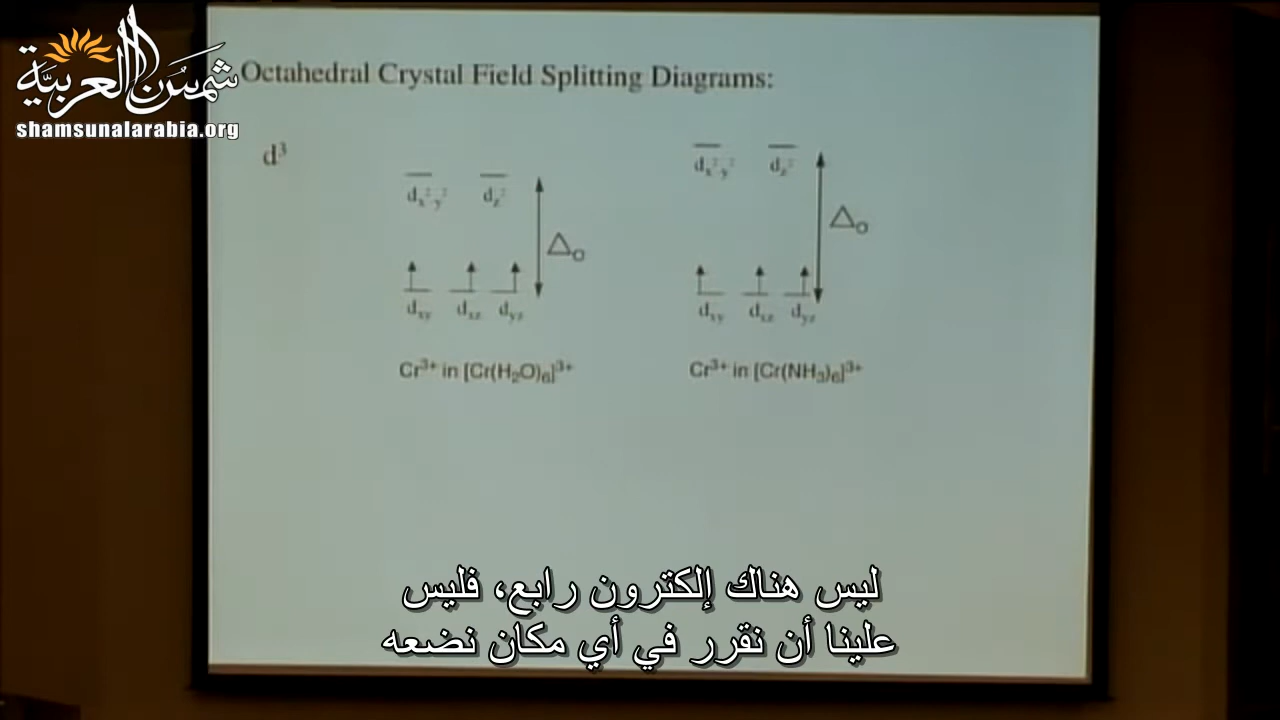 شمس العربية
shamsunalarabia.org
Octahedral Crystal Field Splitting Diagrams:
d³
dx²-y² dz²
Δo
dxy dxz dyz
Cr³⁺ in [Cr(H₂O)₆]³⁺
dx²-y² dz²
Δo
dxy dxz dyz
Cr³⁺ in [Cr(NH₃)₆]³⁺
ليس هناك إلكترون رابع، فليس
علينا أن نقرر في أي مكان نضعه